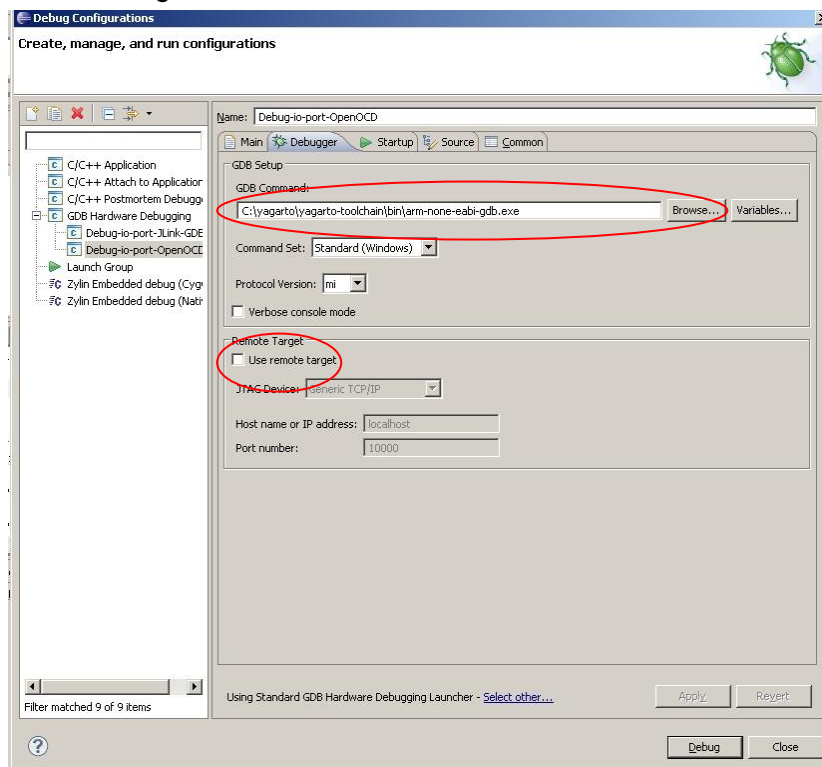 Debug Configurations
Create, manage, and run configurations
Name: Debug-io-port-OpenOCD
Main Debugger Startup Source Common
C/C++ Application
C/C++ Attach to Application
C/C++ Postmortem Debugg
GDB Hardware Debugging
Debug-io-port-JLink-GDE
Debug-io-port-OpenOCD
Launch Group
Zylin Embedded debug (Cyg
Zylin Embedded debug (Nati
GDB Setup
GDB Command:
C:\yagarto\yagarto-toolchain\bin\arm-none-eabi-gdb.exe Browse... Variables...
Command Set: Standard (Windows)
Protocol Version: mi
Verbose console mode
Remote Target
Use remote target
JTAG Device: Generic TCP/IP
Host name or IP address: localhost
Port number: 10000
Filter matched 9 of 9 items
Using Standard GDB Hardware Debugging Launcher - Select other... Apply Revert
Debug Close